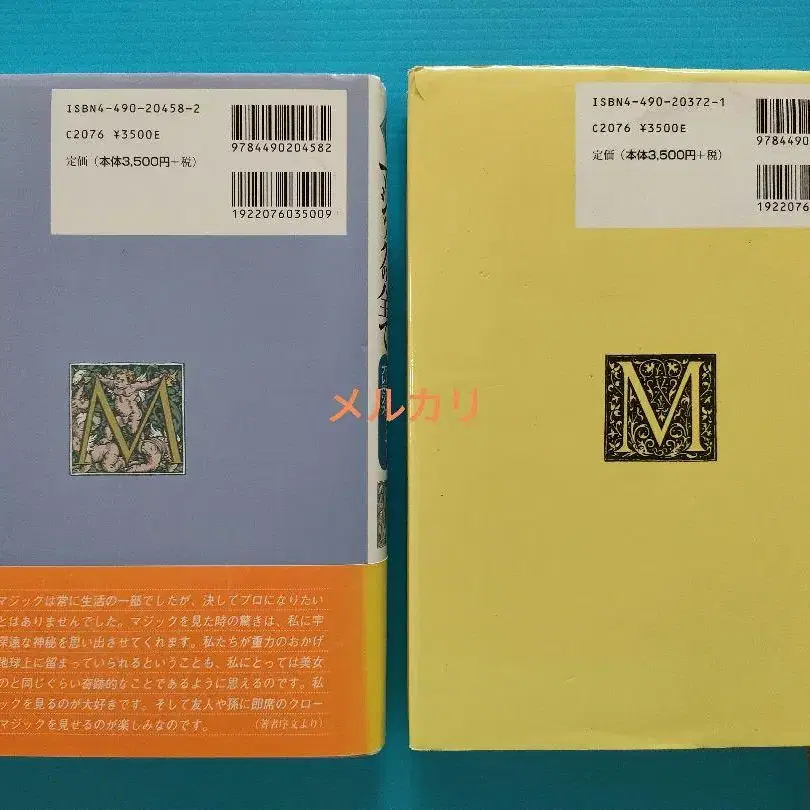 ISBN4-490-20458-2
C2076 ¥3500E
定価（本体3,500円+税）
9784490204582
1922076035009
M
メルカリ
マジックは常に生活の一部でしたが、決してプロになりたい
とはありませんでした。マジックを見た時の驚きは、私に宇
深遠な神秘を思い出させてくれます。私たちが重力のおかげ
地球上に留まっていられるということも、私にとっては美女
のと同じぐらい奇跡的なことであるように思えるのです。私
ックを見るのが大好きです。そして友人や孫に即席のクロー
マジックを見せるのが楽しみなのです。
（著者序文より）
ISBN4-490-20372-1
C2076 ¥3500E
定価（本体3,500円+税）
978449
192207
M